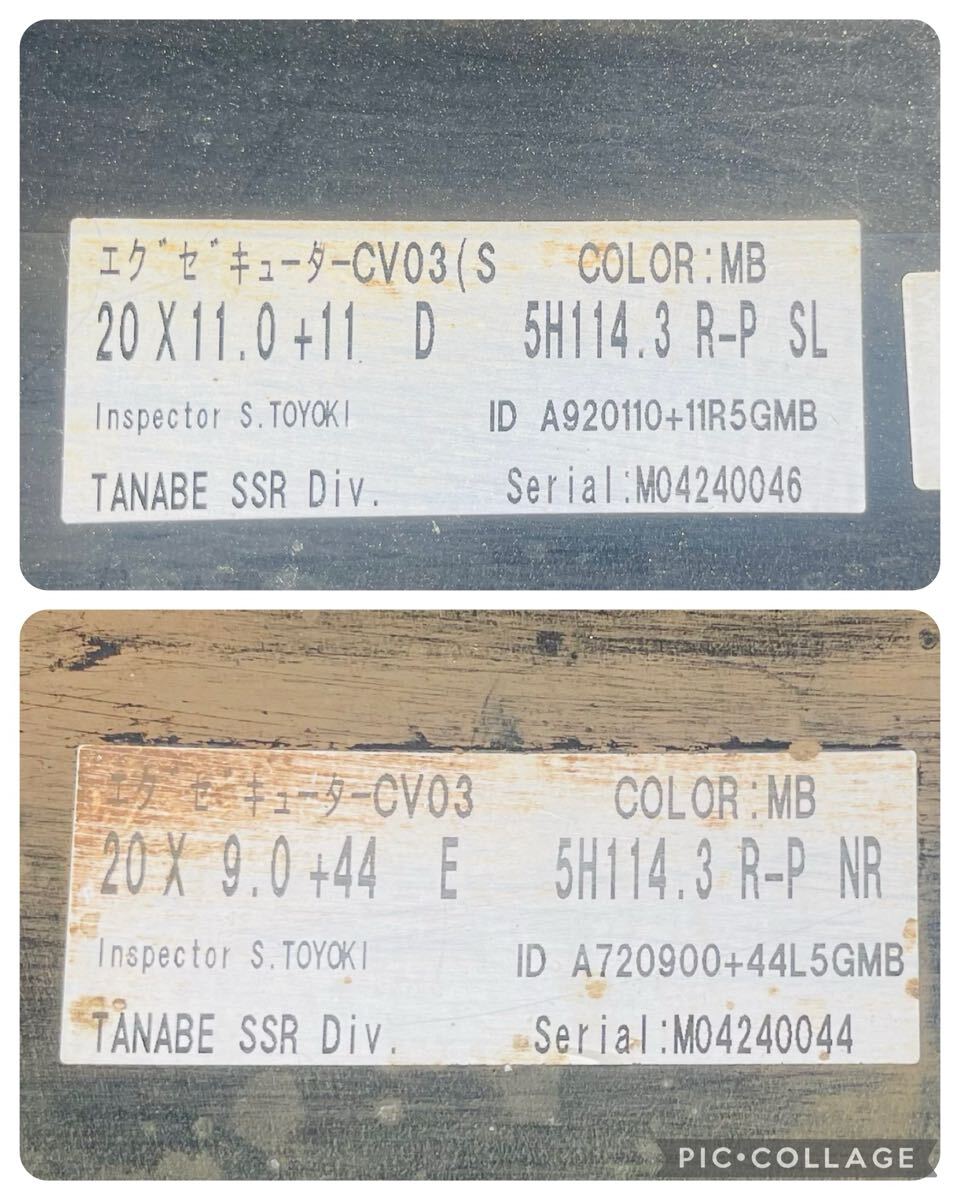 エグゼキューター-CV03(S COLOR:MB
20 X 11.0 +11 D 5H114.3 R-P SL
Inspector S.TOYOKI ID A920110+11R5GMB
TANABE SSR Div. Serial:M04240046
エグゼキューター-CV03 COLOR:MB
20 X 9.0 +44 E 5H114.3 R-P NR
Inspector S.TOYOKI ID A720900+44L5GMB
TANABE SSR Div. Serial:M04240044
PIC•COLLAGE